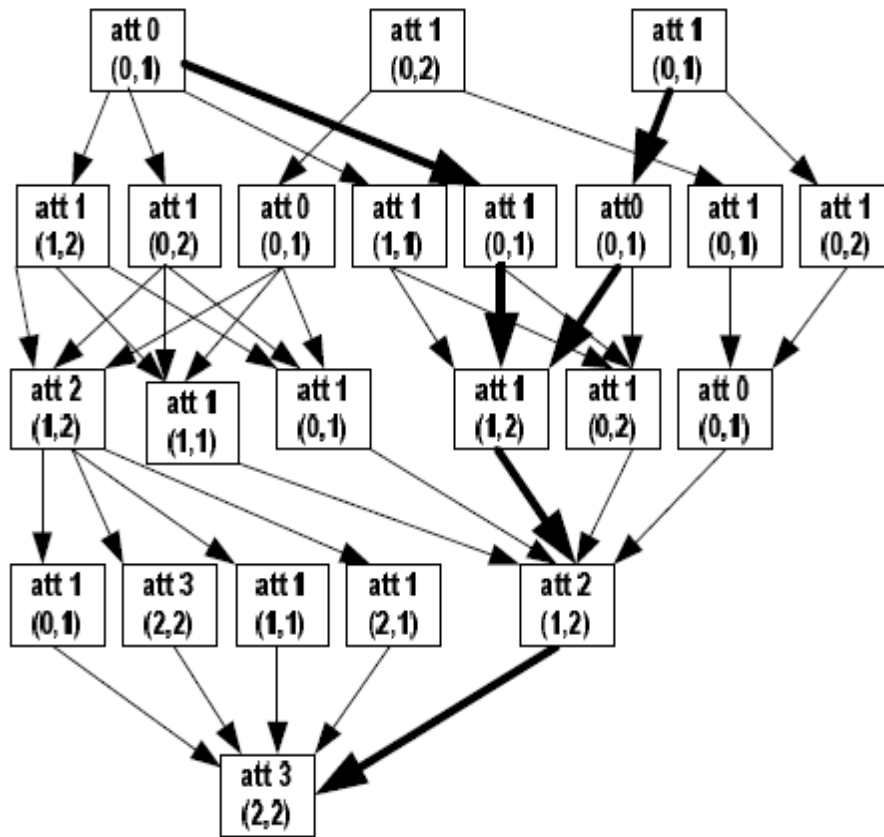 att 0
(0,1)
att 1
(0,2)
att 1
(0,1)
att 1
(1,2)
att 1
(0,2)
att 0
(0,1)
att 1
(1,1)
att 1
(0,1)
att0
(0,1)
att 1
(0,1)
att 1
(0,2)
att 2
(1,2)
att 1
(1,1)
att 1
(0,1)
att 1
(1,2)
att 1
(0,2)
att 0
(0,1)
att 1
(0,1)
att 3
(2,2)
att 1
(1,1)
att 1
(2,1)
att 2
(1,2)
att 3
(2,2)